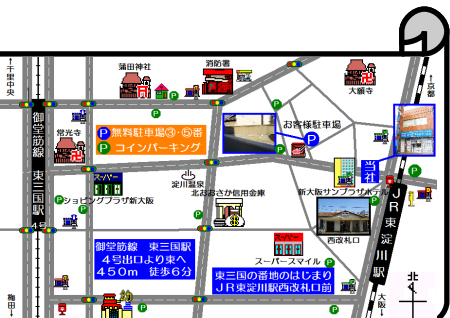 ↑千里中央
蒲田神社
消防署
大願寺
↑京都
御堂筋線 東三国駅
常光寺
P 無料駐車場③・⑤番
P コインパーキング
お客様駐車場
P
当社
スーパー
ショッピングプラザ新大阪
淀川温泉
北おおさか信用金庫
新大阪サンプラザホテル
JR東淀川駅
4号
西改札口
御堂筋線 東三国駅
4号出口より東へ
450m 徒歩6分
スーパー
スーパースマイル
東三国の番地のはじまり
JR東淀川駅西改札口前
北
梅田↓
大阪↓